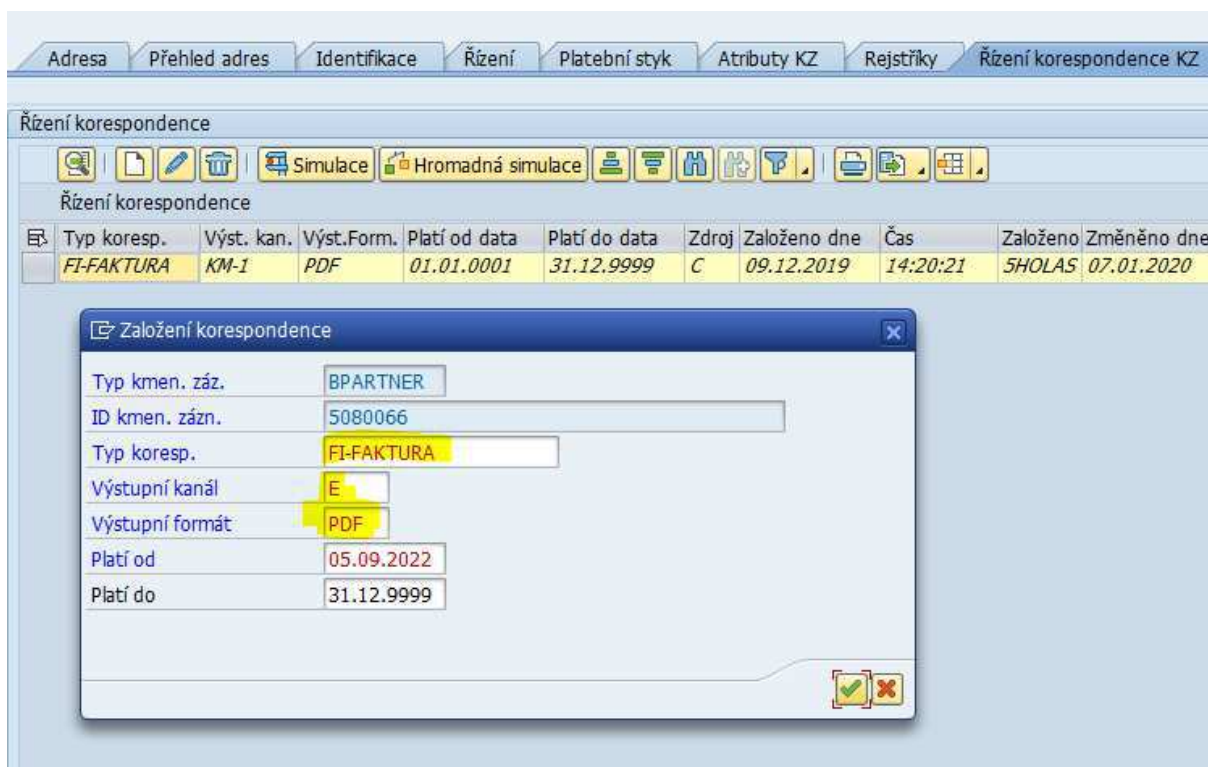 Adresa Přehled adres Identifikace Řízení Platební styk Atributy KZ Rejstříky Řízení korespondence KZ
Řízení korespondence
Simulace Hromadná simulace
Řízení korespondence
Typ koresp. Výst. kan. Výst.Form. Platí od data Platí do data Zdroj Založeno dne Čas Založeno Změněno dne
FI-FAKTURA KM-1 PDF 01.01.0001 31.12.9999 C 09.12.2019 14:20:21 5HOLAS 07.01.2020
Založení korespondence
Typ kmen. záz. BPARTNER
ID kmen. zázn. 5080066
Typ koresp. FI-FAKTURA
Výstupní kanál E
Výstupní formát PDF
Platí od 05.09.2022
Platí do 31.12.9999